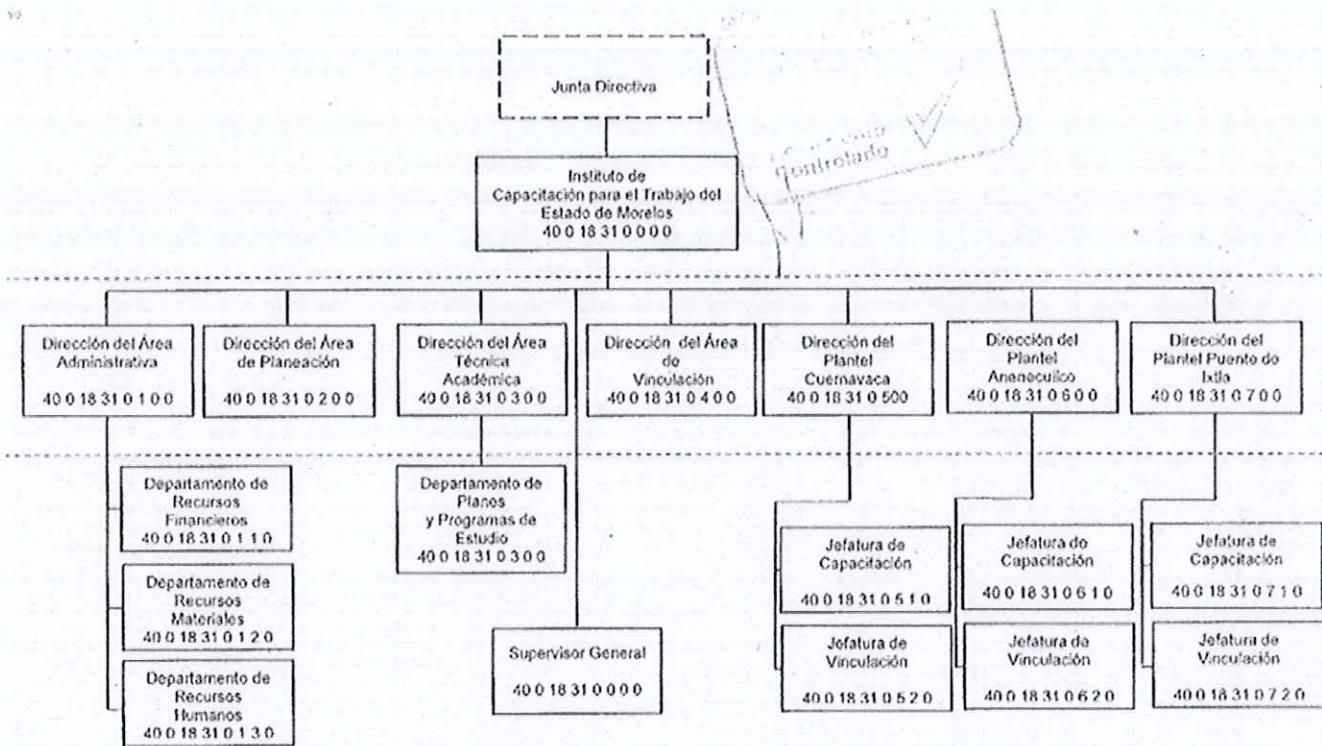 Junta Directiva
Instituto de
Capacitación para el Trabajo del
Estado de Morelos
40 0 18 31 0 0 0 0
controlado
Dirección del Área
Administrativa
40 0 18 31 0 1 0 0
Dirección del Área
de Planeación
40 0 18 31 0 2 0 0
Dirección del Área
Técnica
Académica
40 0 18 31 0 3 0 0
Dirección del Área
de
Vinculación
40 0 18 31 0 4 0 0
Dirección del
Plantel
Cuernavaca
40 0 18 31 0 500
Dirección del
Plantel
Anenecuilco
40 0 18 31 0 6 0 0
Dirección del
Plantel Puente de
Ixtla
40 0 18 31 0 7 0 0
Departamento de
Recursos
Financieros
40 0 18 31 0 1 1 0
Departamento de
Recursos
Materiales
40 0 18 31 0 1 2 0
Departamento de
Recursos
Humanos
40 0 18 31 0 1 3 0
Departamento de
Planos
y Programas de
Estudio
40 0 18 31 0 3 0 0
Supervisor General
40 0 18 31 0 0 0 0
Jefatura de
Capacitación
40 0 18 31 0 5 1 0
Jefatura de
Vinculación
40 0 18 31 0 5 2 0
Jefatura de
Capacitación
40 0 18 31 0 6 1 0
Jefatura de
Vinculación
40 0 18 31 0 6 2 0
Jefatura de
Capacitación
40 0 18 31 0 7 1 0
Jefatura de
Vinculación
40 0 18 31 0 7 2 0